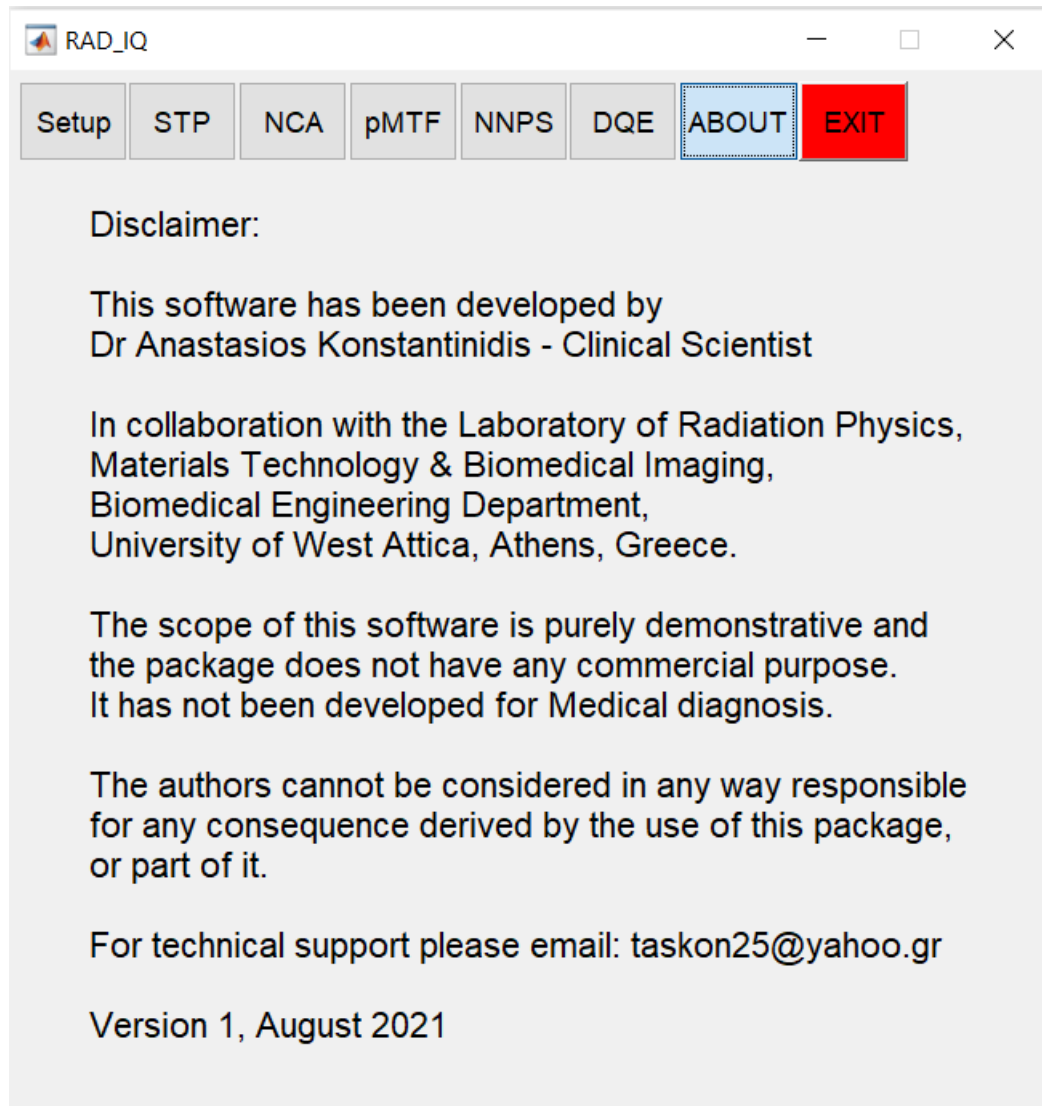 RAD_IQ
Setup STP NCA pMTF NNPS DQE ABOUT EXIT
Disclaimer:
This software has been developed by
Dr Anastasios Konstantinidis - Clinical Scientist
In collaboration with the Laboratory of Radiation Physics,
Materials Technology & Biomedical Imaging,
Biomedical Engineering Department,
University of West Attica, Athens, Greece.
The scope of this software is purely demonstrative and
the package does not have any commercial purpose.
It has not been developed for Medical diagnosis.
The authors cannot be considered in any way responsible
for any consequence derived by the use of this package,
or part of it.
For technical support please email: taskon25@yahoo.gr
Version 1, August 2021